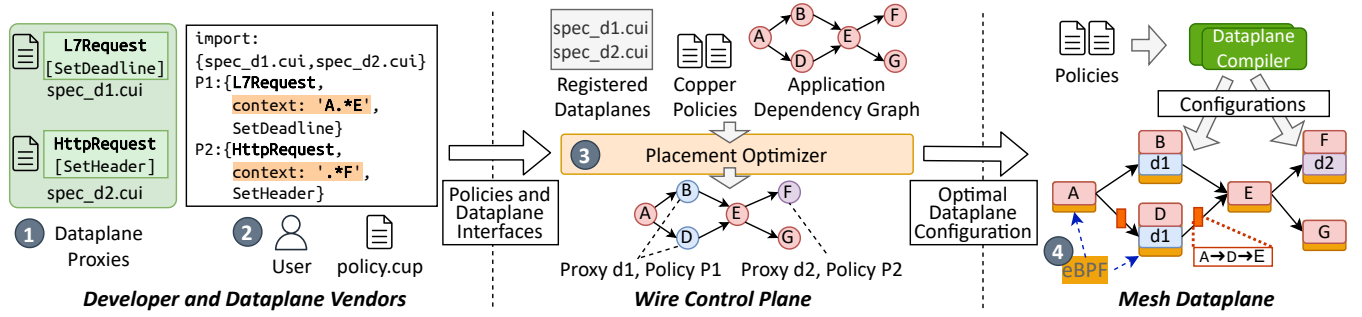 L7Request
[SetDeadline]
spec_d1.cui
HttpRequest
[SetHeader]
spec_d2.cui
1
Dataplane
Proxies
import:
{spec_d1.cui,spec_d2.cui}
P1:{L7Request,
context: 'A.*E',
SetDeadline}
P2:{HttpRequest,
context: '.*F',
SetHeader}
2
User
policy.cup
Developer and Dataplane Vendors
Policies and
Dataplane
Interfaces
spec_d1.cui
spec_d2.cui
Registered
Dataplanes
Copper
Policies
A
B
D
E
F
G
Application
Dependency Graph
3
Placement Optimizer
A
B
D
E
F
G
Proxy d1, Policy P1
Proxy d2, Policy P2
Wire Control Plane
Optimal
Dataplane
Configuration
Policies
Dataplane
Compiler
Configurations
A
B
d1
D
d1
E
F
d2
G
4
eBPF
A→D→E
Mesh Dataplane